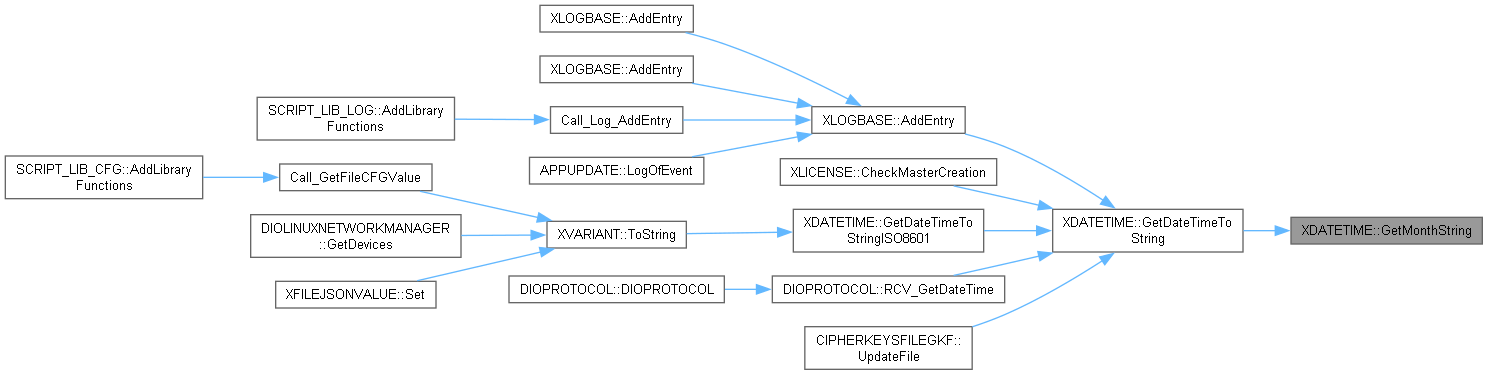 XLOGBASE::AddEntry
XLOGBASE::AddEntry
SCRIPT_LIB_LOG::AddLibrary
Functions
Call_Log_AddEntry
XLOGBASE::AddEntry
APPUPDATE::LogOfEvent
SCRIPT_LIB_CFG::AddLibrary
Functions
Call_GetFileCFGValue
XLICENSE::CheckMasterCreation
DIOLINUXNETWORKMANAGER
::GetDevices
XVARIANT::ToString
XDATETIME::GetDateTimeTo
StringISO8601
XDATETIME::GetDateTimeTo
String
XDATETIME::GetMonthString
XFILEJSONVALUE::Set
DIOPROTOCOL::DIOPROTOCOL
DIOPROTOCOL::RCV_GetDateTime
CIPHERKEYSFILEGKF::
UpdateFile